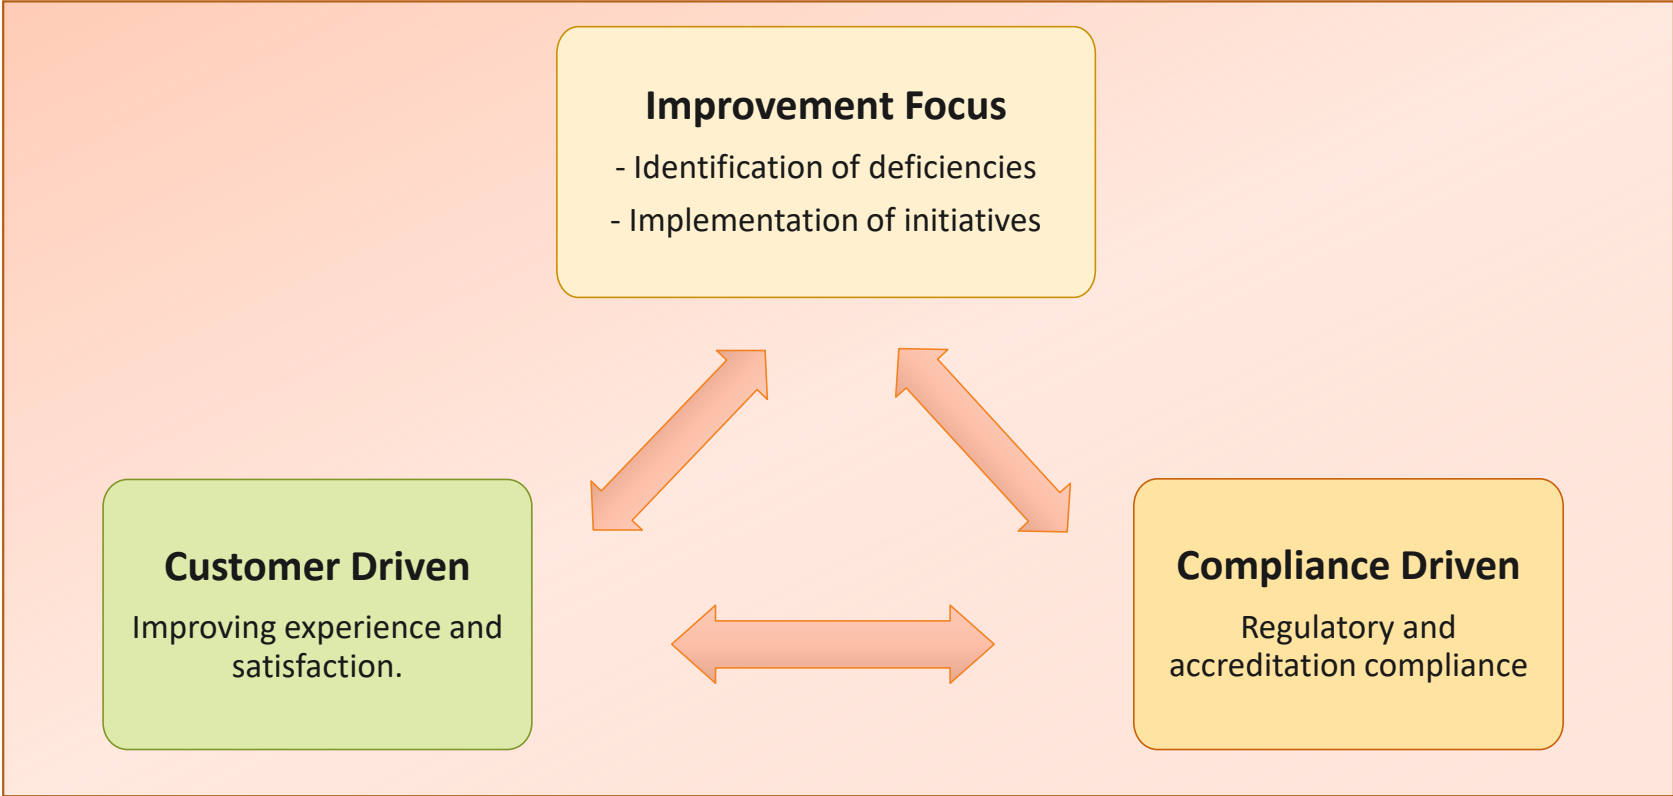 Improvement Focus
- Identification of deficiencies
- Implementation of initiatives
Customer Driven
Improving experience and
satisfaction.
Compliance Driven
Regulatory and
accreditation compliance